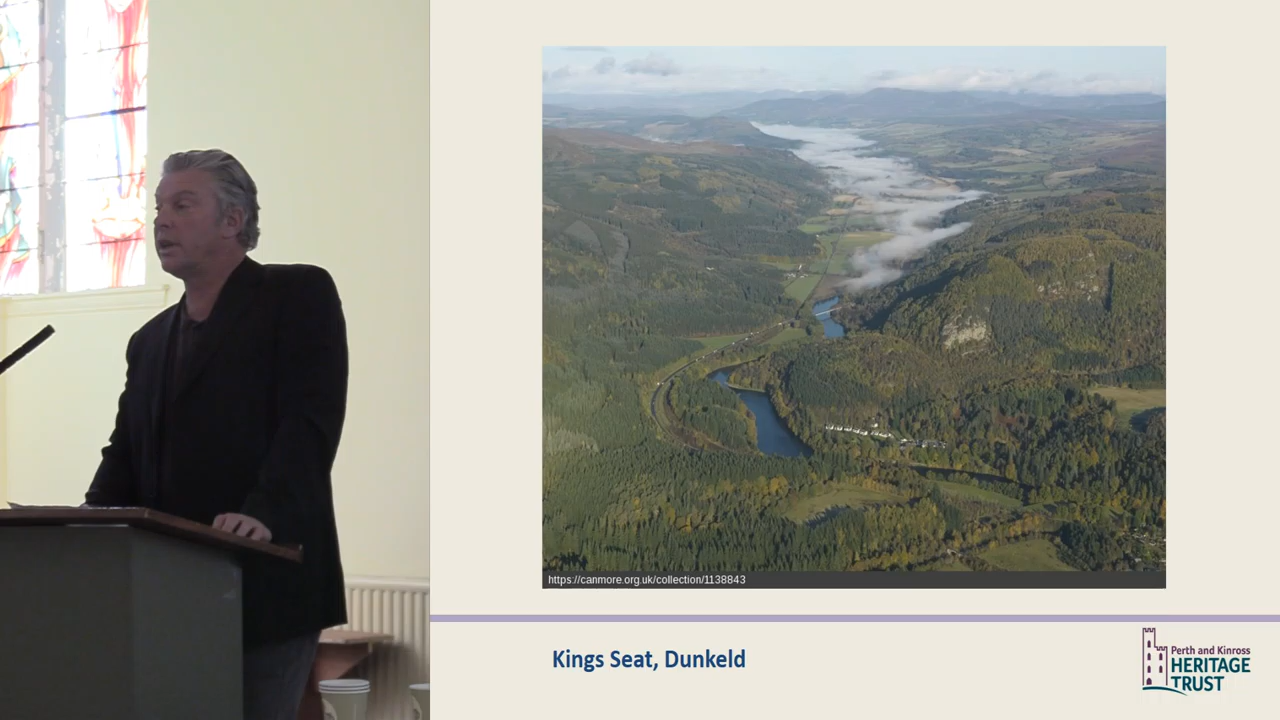 https://canmore.org.uk/collection/1138843
Kings Seat, Dunkeld
Perth and Kinross
HERITAGE
TRUST